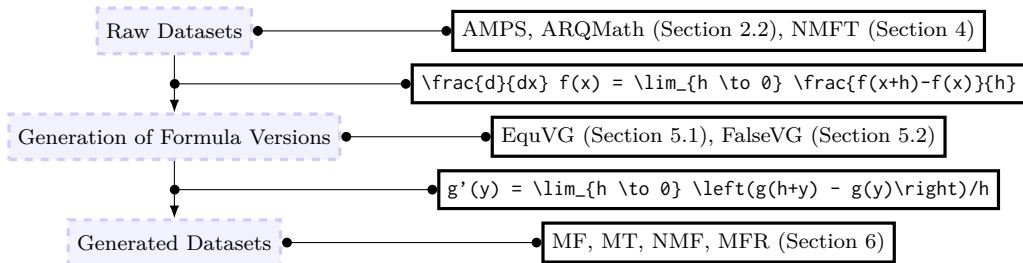 Raw Datasets
AMPS, ARQMath (Section 2.2), NMFT (Section 4)
\frac{d}{dx} f(x) = \lim_{h \to 0} \frac{f(x+h)-f(x)}{h}
Generation of Formula Versions
EquVG (Section 5.1), FalseVG (Section 5.2)
g'(y) = \lim_{h \to 0} \left(g(h+y) - g(y)\right)/h
Generated Datasets
MF, MT, NMF, MFR (Section 6)